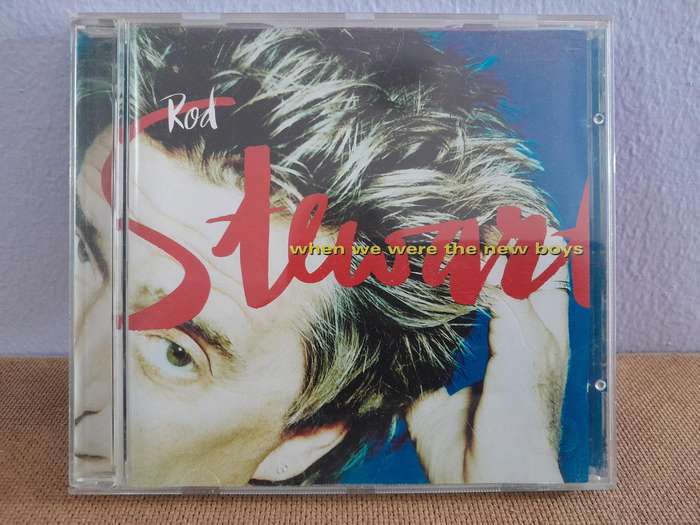 Rod
Stewart
when we were the new boys